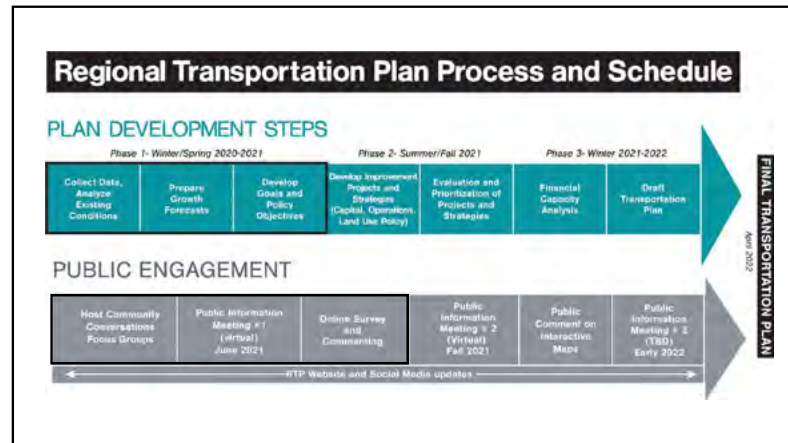 Regional Transportation Plan Process and Schedule
PLAN DEVELOPMENT STEPS
Phase 1- Winter/Spring 2020-2021
Phase 2- Summer/Fall 2021
Phase 3- Winter 2021-2022
Collect Data,
Analyze
Existing
Conditions
Prepare
Growth
Forecasts
Develop
Goals and
Policy
Objectives
Develop Improvement
Projects and
Strategies
(Capital, Operations,
Land Use Policy)
Evaluation and
Prioritization of
Projects and
Strategies
Financial
Capacity
Analysis
Draft
Transportation
Plan
FINAL TRANSPORTATION PLAN
April 2022
PUBLIC ENGAGEMENT
Host Community
Conversations
Focus Groups
Public Information
Meeting #1
(virtual)
June 2021
Online Survey
and
Commenting
Public
Information
Meeting # 2
(Virtual)
Fall 2021
Public
Comment on
Interactive
Maps
Public
Information
Meeting # 3
(TBD)
Early 2022
RTP Website and Social Media updates